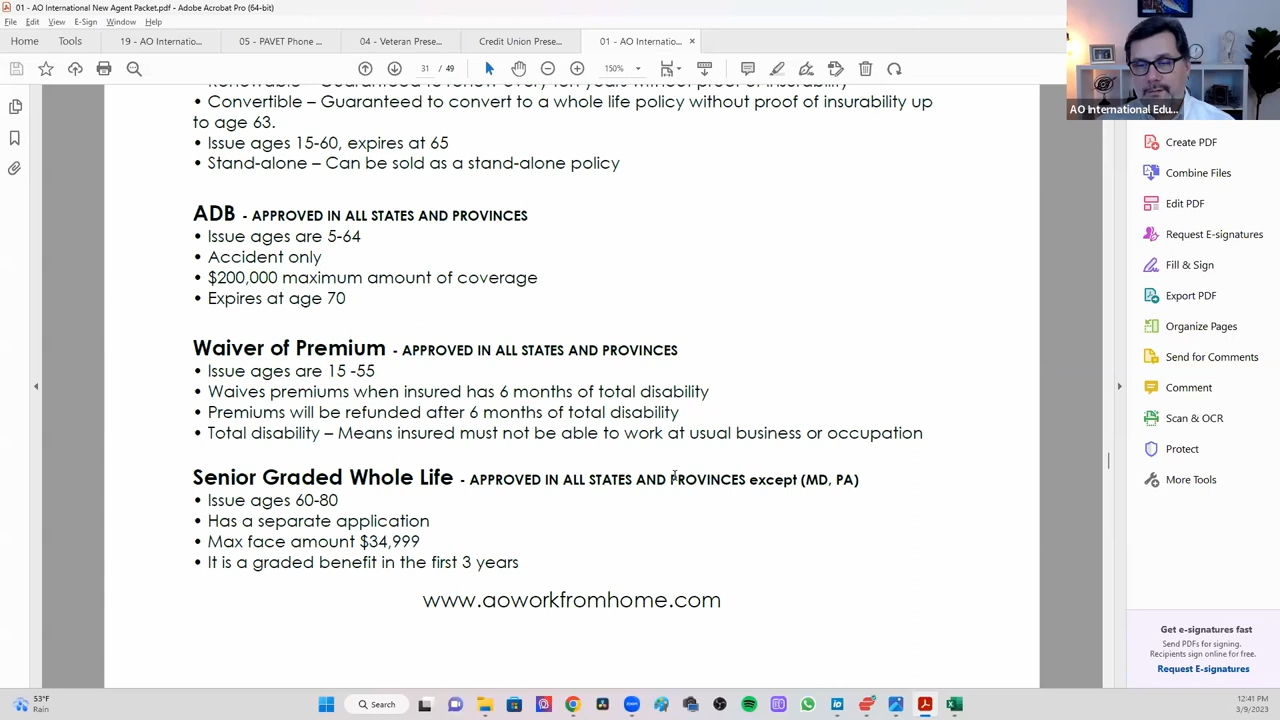 01 - AO International New Agent Packet.pdf - Adobe Acrobat Pro (64-bit)
File Edit View E-Sign Window Help
Home Tools 19 - AO Internatio... 05 - PAVET Phone ... 04 - Veteran Prese... Credit Union Prese... 01 - AO Internatio... ×
31 / 49 150%
• Renewable – Guaranteed to renew every ten years without proof of insurability
• Convertible – Guaranteed to convert to a whole life policy without proof of insurability up
to age 63.
• Issue ages 15-60, expires at 65
• Stand-alone – Can be sold as a stand-alone policy
ADB - APPROVED IN ALL STATES AND PROVINCES
• Issue ages are 5-64
• Accident only
• $200,000 maximum amount of coverage
• Expires at age 70
Waiver of Premium - APPROVED IN ALL STATES AND PROVINCES
• Issue ages are 15 -55
• Waives premiums when insured has 6 months of total disability
• Premiums will be refunded after 6 months of total disability
• Total disability – Means insured must not be able to work at usual business or occupation
Senior Graded Whole Life - APPROVED IN ALL STATES AND PROVINCES except (MD, PA)
• Issue ages 60-80
• Has a separate application
• Max face amount $34,999
• It is a graded benefit in the first 3 years
www.aoworkfromhome.com
AO International Edu...
Create PDF
Combine Files
Edit PDF
Request E-signatures
Fill & Sign
Export PDF
Organize Pages
Send for Comments
Comment
Scan & OCR
Protect
More Tools
Get e-signatures fast
Send PDFs for signing.
Recipients sign online for free.
Request E-signatures
53°F
Rain
Search
12:41 PM
3/9/2023